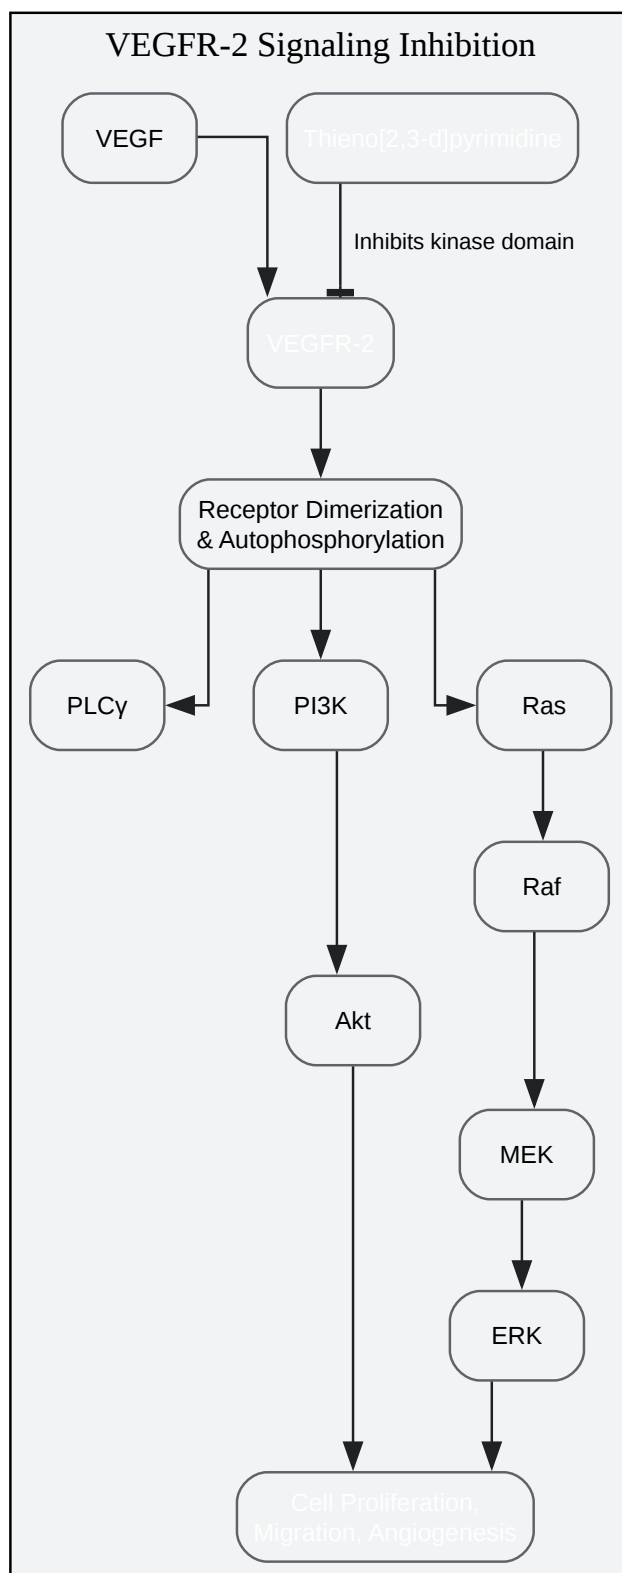 VEGFR-2 Signaling Inhibition
VEGF
Thieno[2,3-d]pyrimidine
Inhibits kinase domain
VEGFR-2
Receptor Dimerization
& Autophosphorylation
PLCγ
PI3K
Ras
Raf
Akt
MEK
ERK
Cell Proliferation,
Migration, Angiogenesis